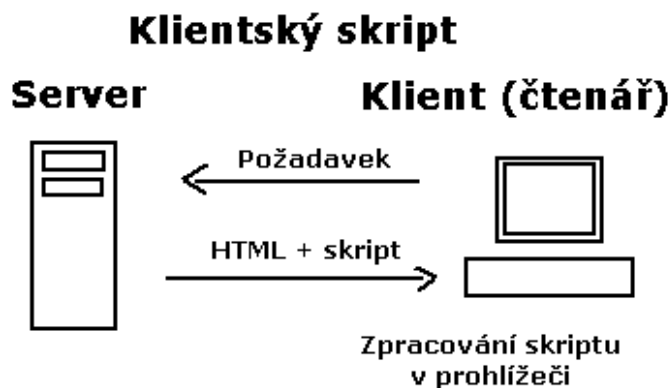 Klientský skript
Server
Klient (čtenář)
Požadavek
HTML + skript
Zpracování skriptu
v prohlížeči